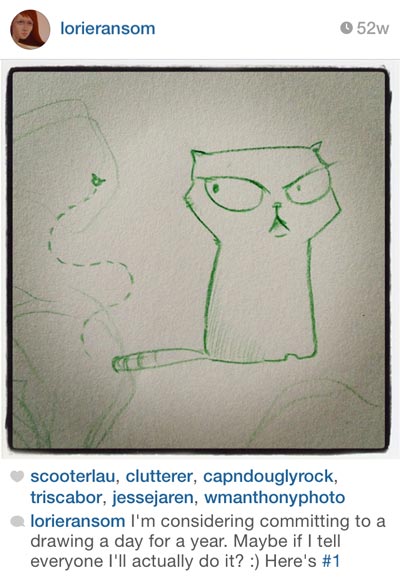 lorieransom 52w
scooterlau, clutterer, capndouglyrock,
triscabor, jessejaren, wmanthonyphoto
lorieransom I'm considering committing to a
drawing a day for a year. Maybe if I tell
everyone I'll actually do it? :) Here's #1